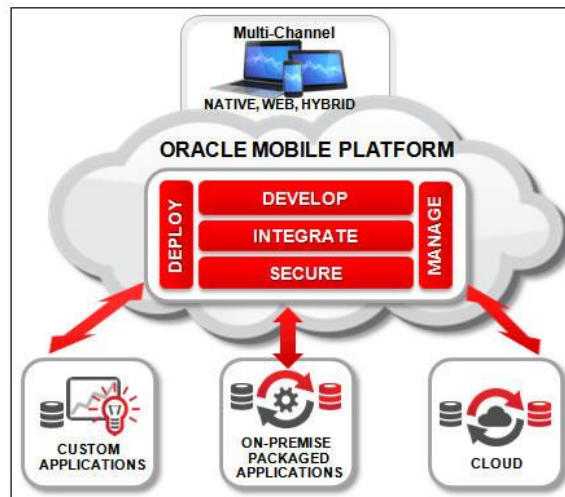 Multi-Channel
NATIVE, WEB, HYBRID
ORACLE MOBILE PLATFORM
DEPLOY
DEVELOP
INTEGRATE
SECURE
MANAGE
CUSTOM
APPLICATIONS
ON-PREMISE
PACKAGED
APPLICATIONS
CLOUD